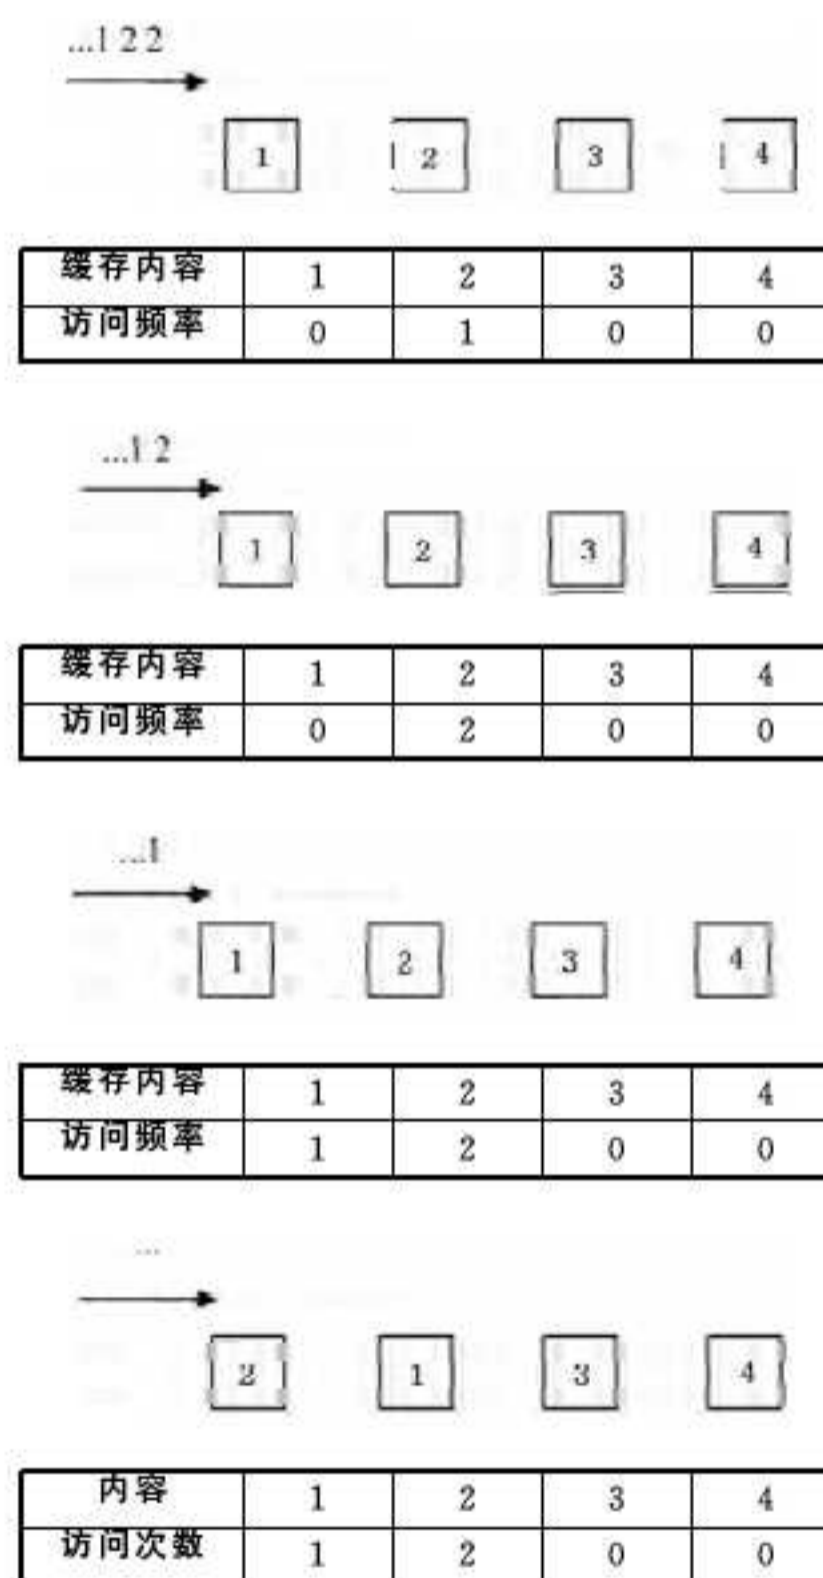 ...1 2 2
1 2 3 4
缓存内容 1 2 3 4
访问频率 0 1 0 0
...1 2
1 2 3 4
缓存内容 1 2 3 4
访问频率 0 2 0 0
...1
1 2 3 4
缓存内容 1 2 3 4
访问频率 1 2 0 0
...
2 1 3 4
内容 1 2 3 4
访问次数 1 2 0 0